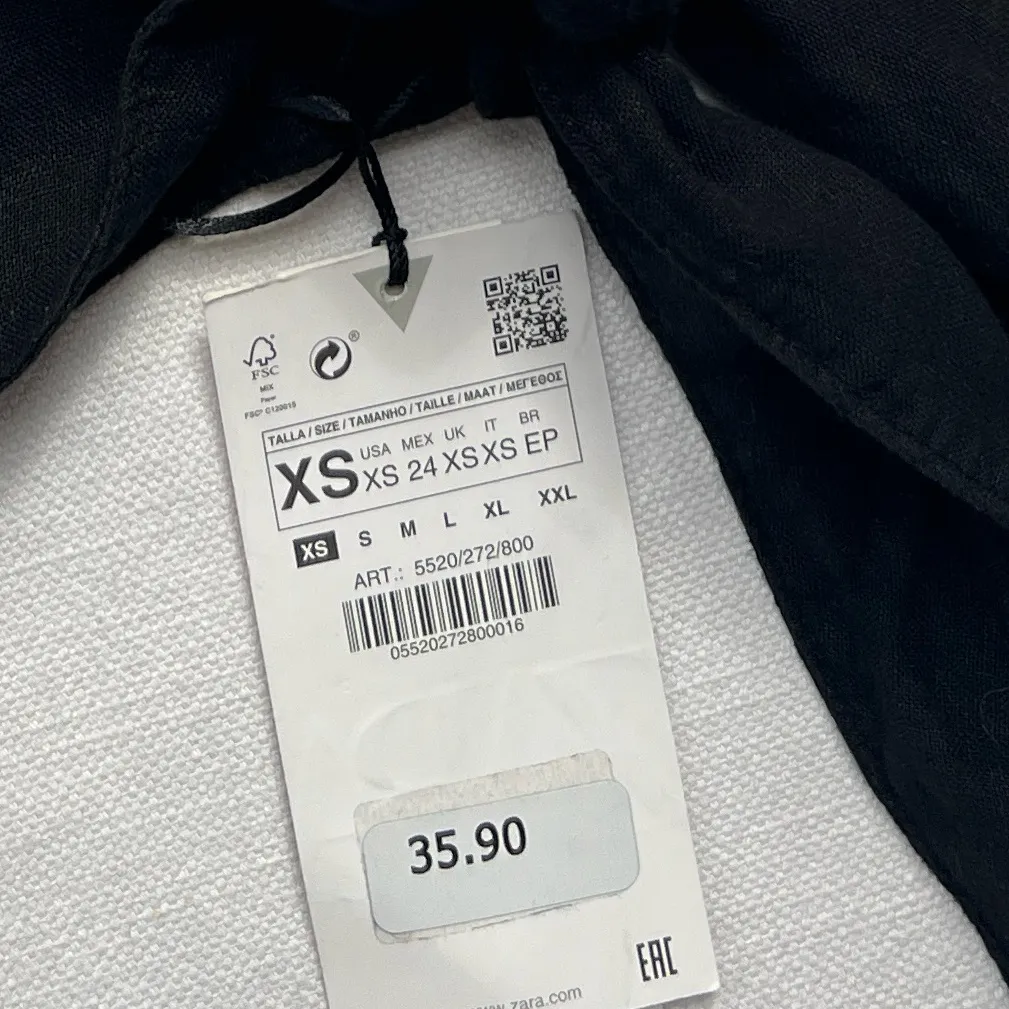 FSC
MIX
Paper
FSC® C120015
®
TALLA / SIZE / TAMANHO / TAILLE / MAAT / ΜΕΓΕΘΟΣ
XS USA XS MEX 24 UK XS IT XS BR EP
XS S M L XL XXL
ART.: 5520/272/800
05520272800016
35.90
EAC
www.zara.com